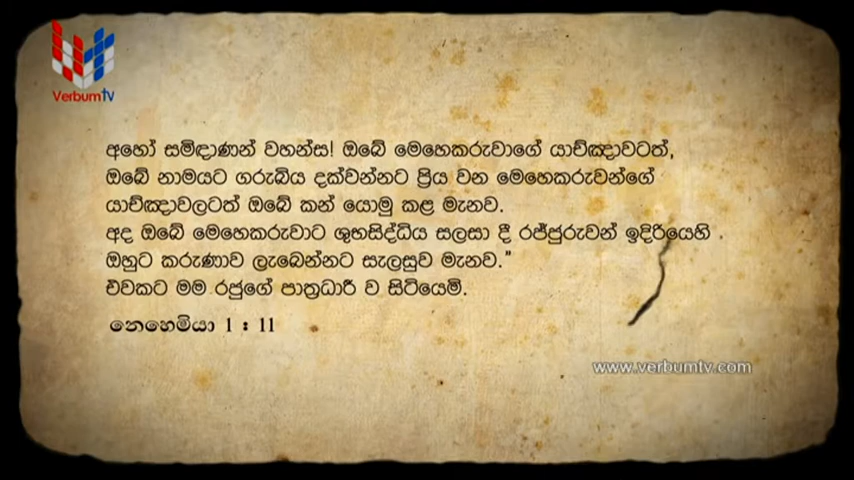 VerbumTV
අහෝ සමිඳාණන් වහන්ස! ඔබේ මෙහෙකරුවාගේ යාච්ඤාවටත්,
ඔබේ නාමයට ගරුබිය දක්වන්නට ප්‍රිය වන මෙහෙකරුවන්ගේ
යාච්ඤාවලටත් ඔබේ කන් යොමු කළ මැනව.
අද ඔබේ මෙහෙකරුවාට ශුභසිද්ධිය සලසා දී රජ්ජුරුවන් ඉදිරියෙහි
ඔහුට කරුණාව ලැබෙන්නට සැලසුව මැනව.”
එවකට මම රජුගේ පාත්‍රධාරී ව සිටියෙමි.
නෙහෙමියා 1 : 11
www.verbumtv.com